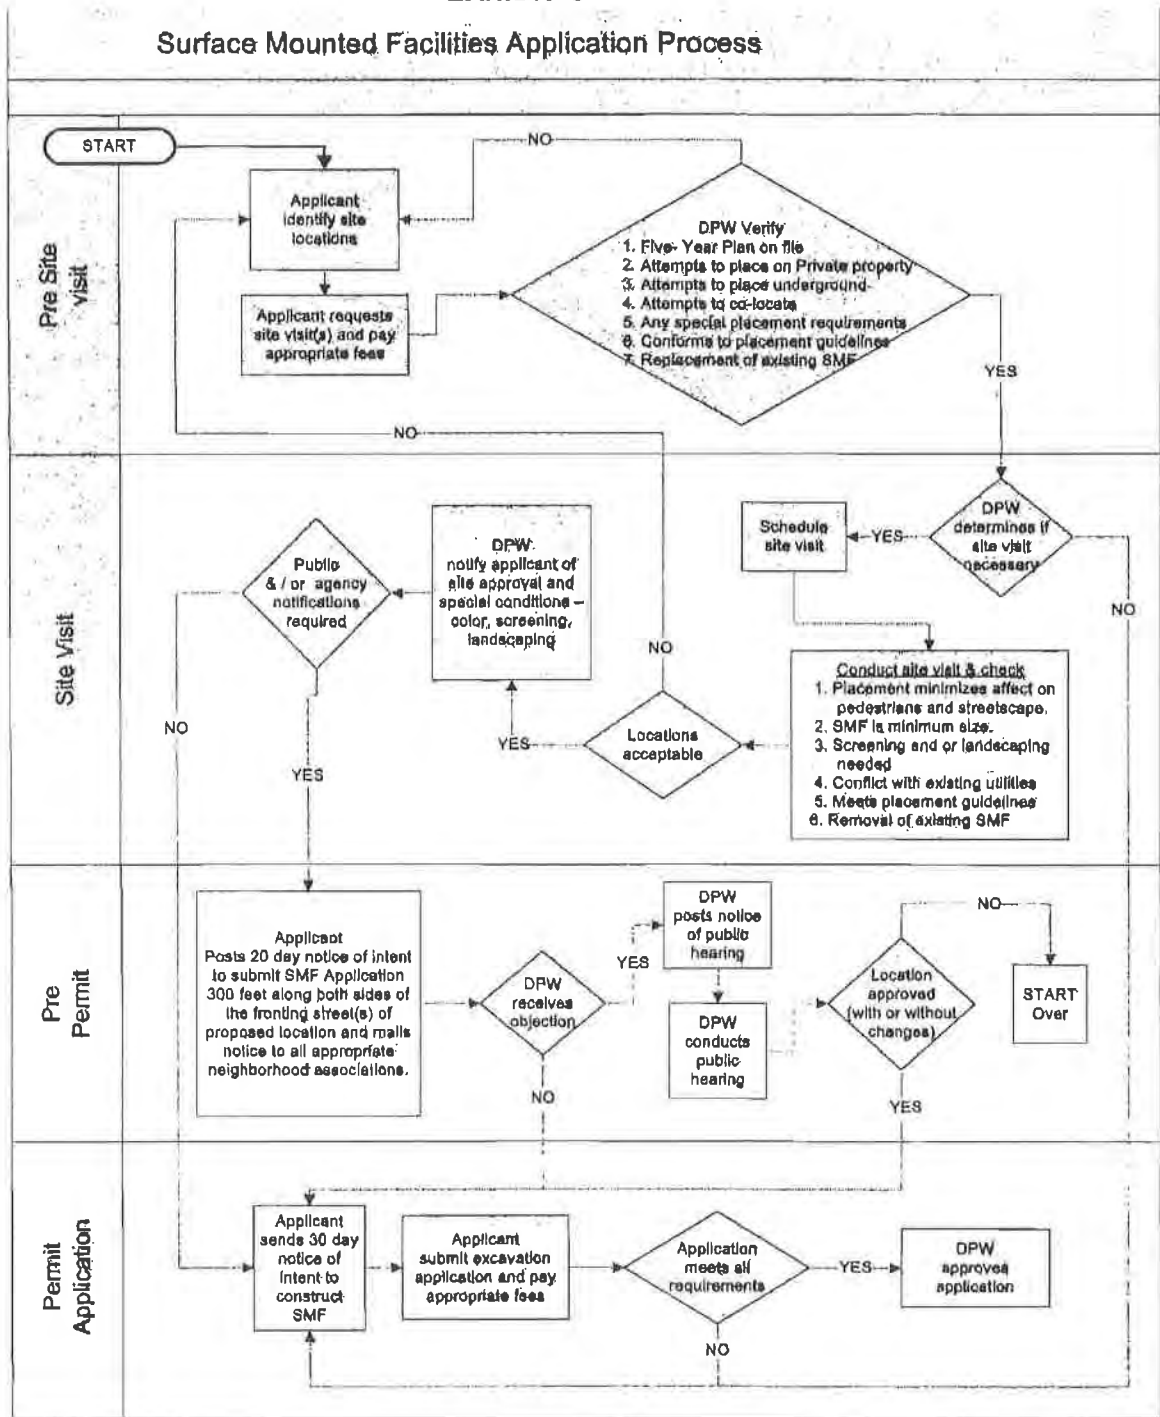 Surface Mounted Facilities Application Process
Pre Site
visit
START
Applicant
identify site
locations
Applicant requests
site visit(s) and pay
appropriate fees
NO
DPW Verify
1. Five- Year Plan on file
2. Attempts to place on Private property
3. Attempts to place underground
4. Attempts to co-locate
5. Any special placement requirements
6. Conforms to placement guidelines
7. Replacement of existing SMF
YES
NO
Site Visit
Public
& / or agency
notifications
required
DPW
notify applicant of
site approval and
special conditions –
color, screening,
landscaping
Schedule
site visit
YES
DPW
determines if
site visit
necessary
NO
NO
NO
YES
YES
Locations
acceptable
Conduct site visit & check
1. Placement minimizes affect on
pedestrians and streetscape.
2. SMF is minimum size.
3. Screening and or landscaping
needed
4. Conflict with existing utilities
5. Meets placement guidelines
6. Removal of existing SMF
Pre
Permit
Applicant
Posts 20 day notice of intent
to submit SMF Application
300 feet along both sides of
the fronting street(s) of
proposed location and mails
notice to all appropriate
neighborhood associations.
DPW
receives
objection
YES
NO
DPW
posts notice
of public
hearing
DPW
conducts
public
hearing
Location
approved
(with or without
changes)
NO
YES
START
Over
Permit
Application
Applicant
sends 30 day
notice of
intent to
construct
SMF
Applicant
submit excavation
application and pay
appropriate fees
Application
meets all
requirements
YES
NO
DPW
approves
application